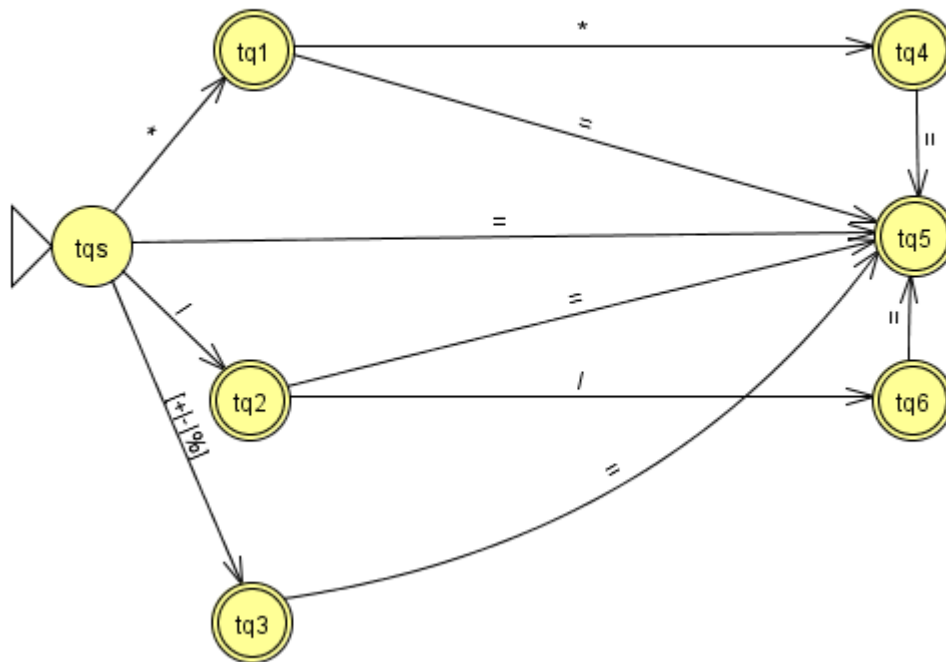 tq1
*
tq4
*
=
=
tqs
=
tq5
/
=
=
tq2
/
tq6
[+|-|%]
=
tq3